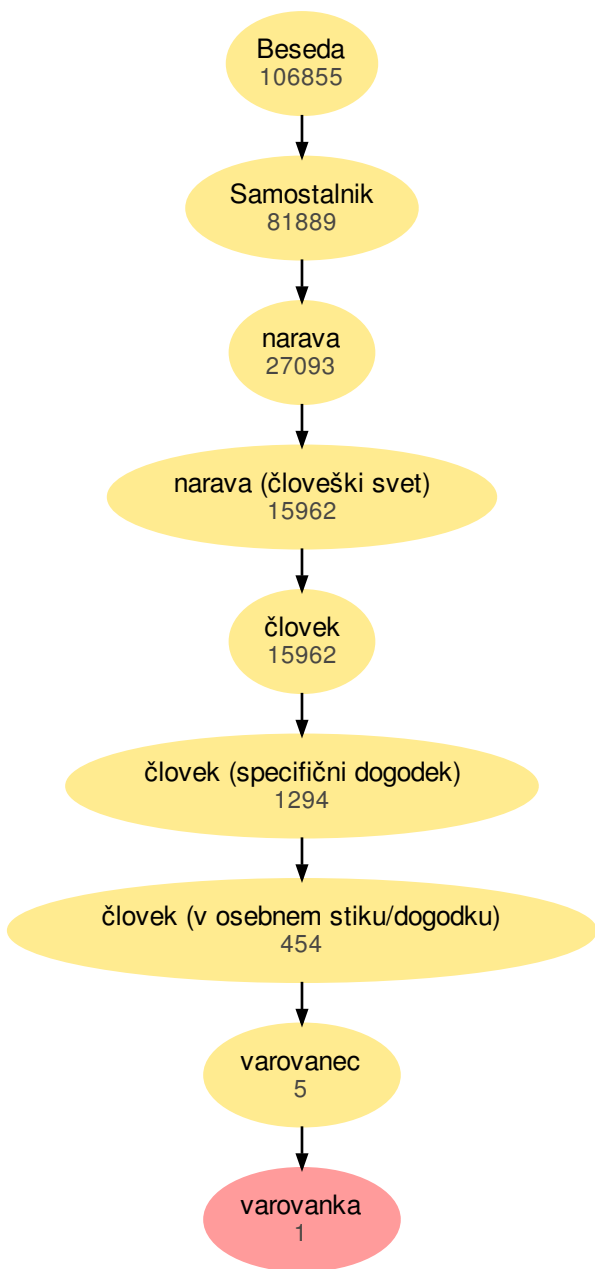 Beseda
106855
Samostalnik
81889
narava
27093
narava (človeški svet)
15962
človek
15962
človek (specifični dogodek)
1294
človek (v osebnem stiku/dogodku)
454
varovanec
5
varovanka
1